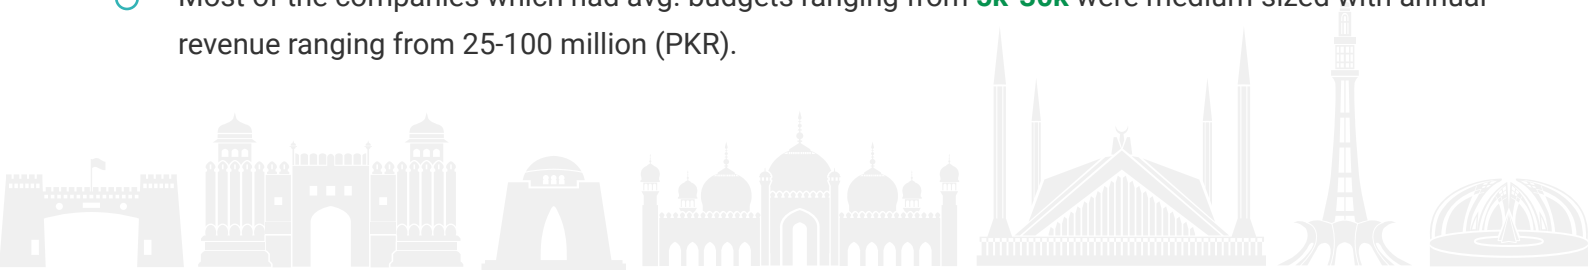 Most of the companies which had avg. budgets ranging from were medium sized with annual
revenue ranging from 25-100 million (PKR).